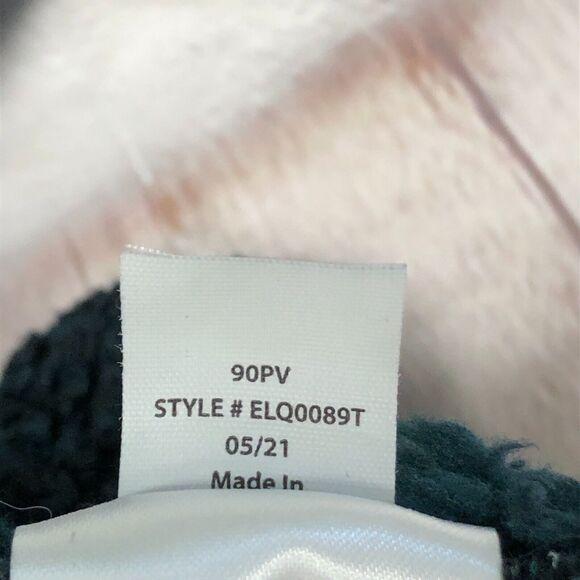 90PV
STYLE # ELQ0089T
05/21
Made In